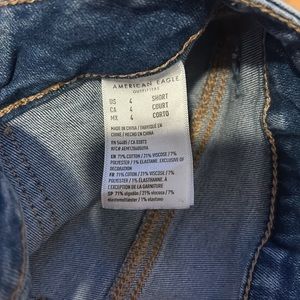 AMERICAN EAGLE
OUTFITTERS
US 4 SHORT
CA 4 COURT
MX 4 CORTO
MADE IN CHINA / FABRIQUÉ EN
CHINE / HECHO EN CHINA
RN 54485 / CA 03872
EN 71% COTTON / 21% VISCOSE / 7%
POLYESTER / 1% ELASTANE. EXCLUSIVE OF
DECORATION
FR 71% COTON / 21% VISCOSE / 7%
POLYESTER / 1% ÉLASTHANNE. À
L'EXCEPTION DE LA GARNITURE
SP 71% algodón / 21% viscosa / 7%
/ 1% elastano